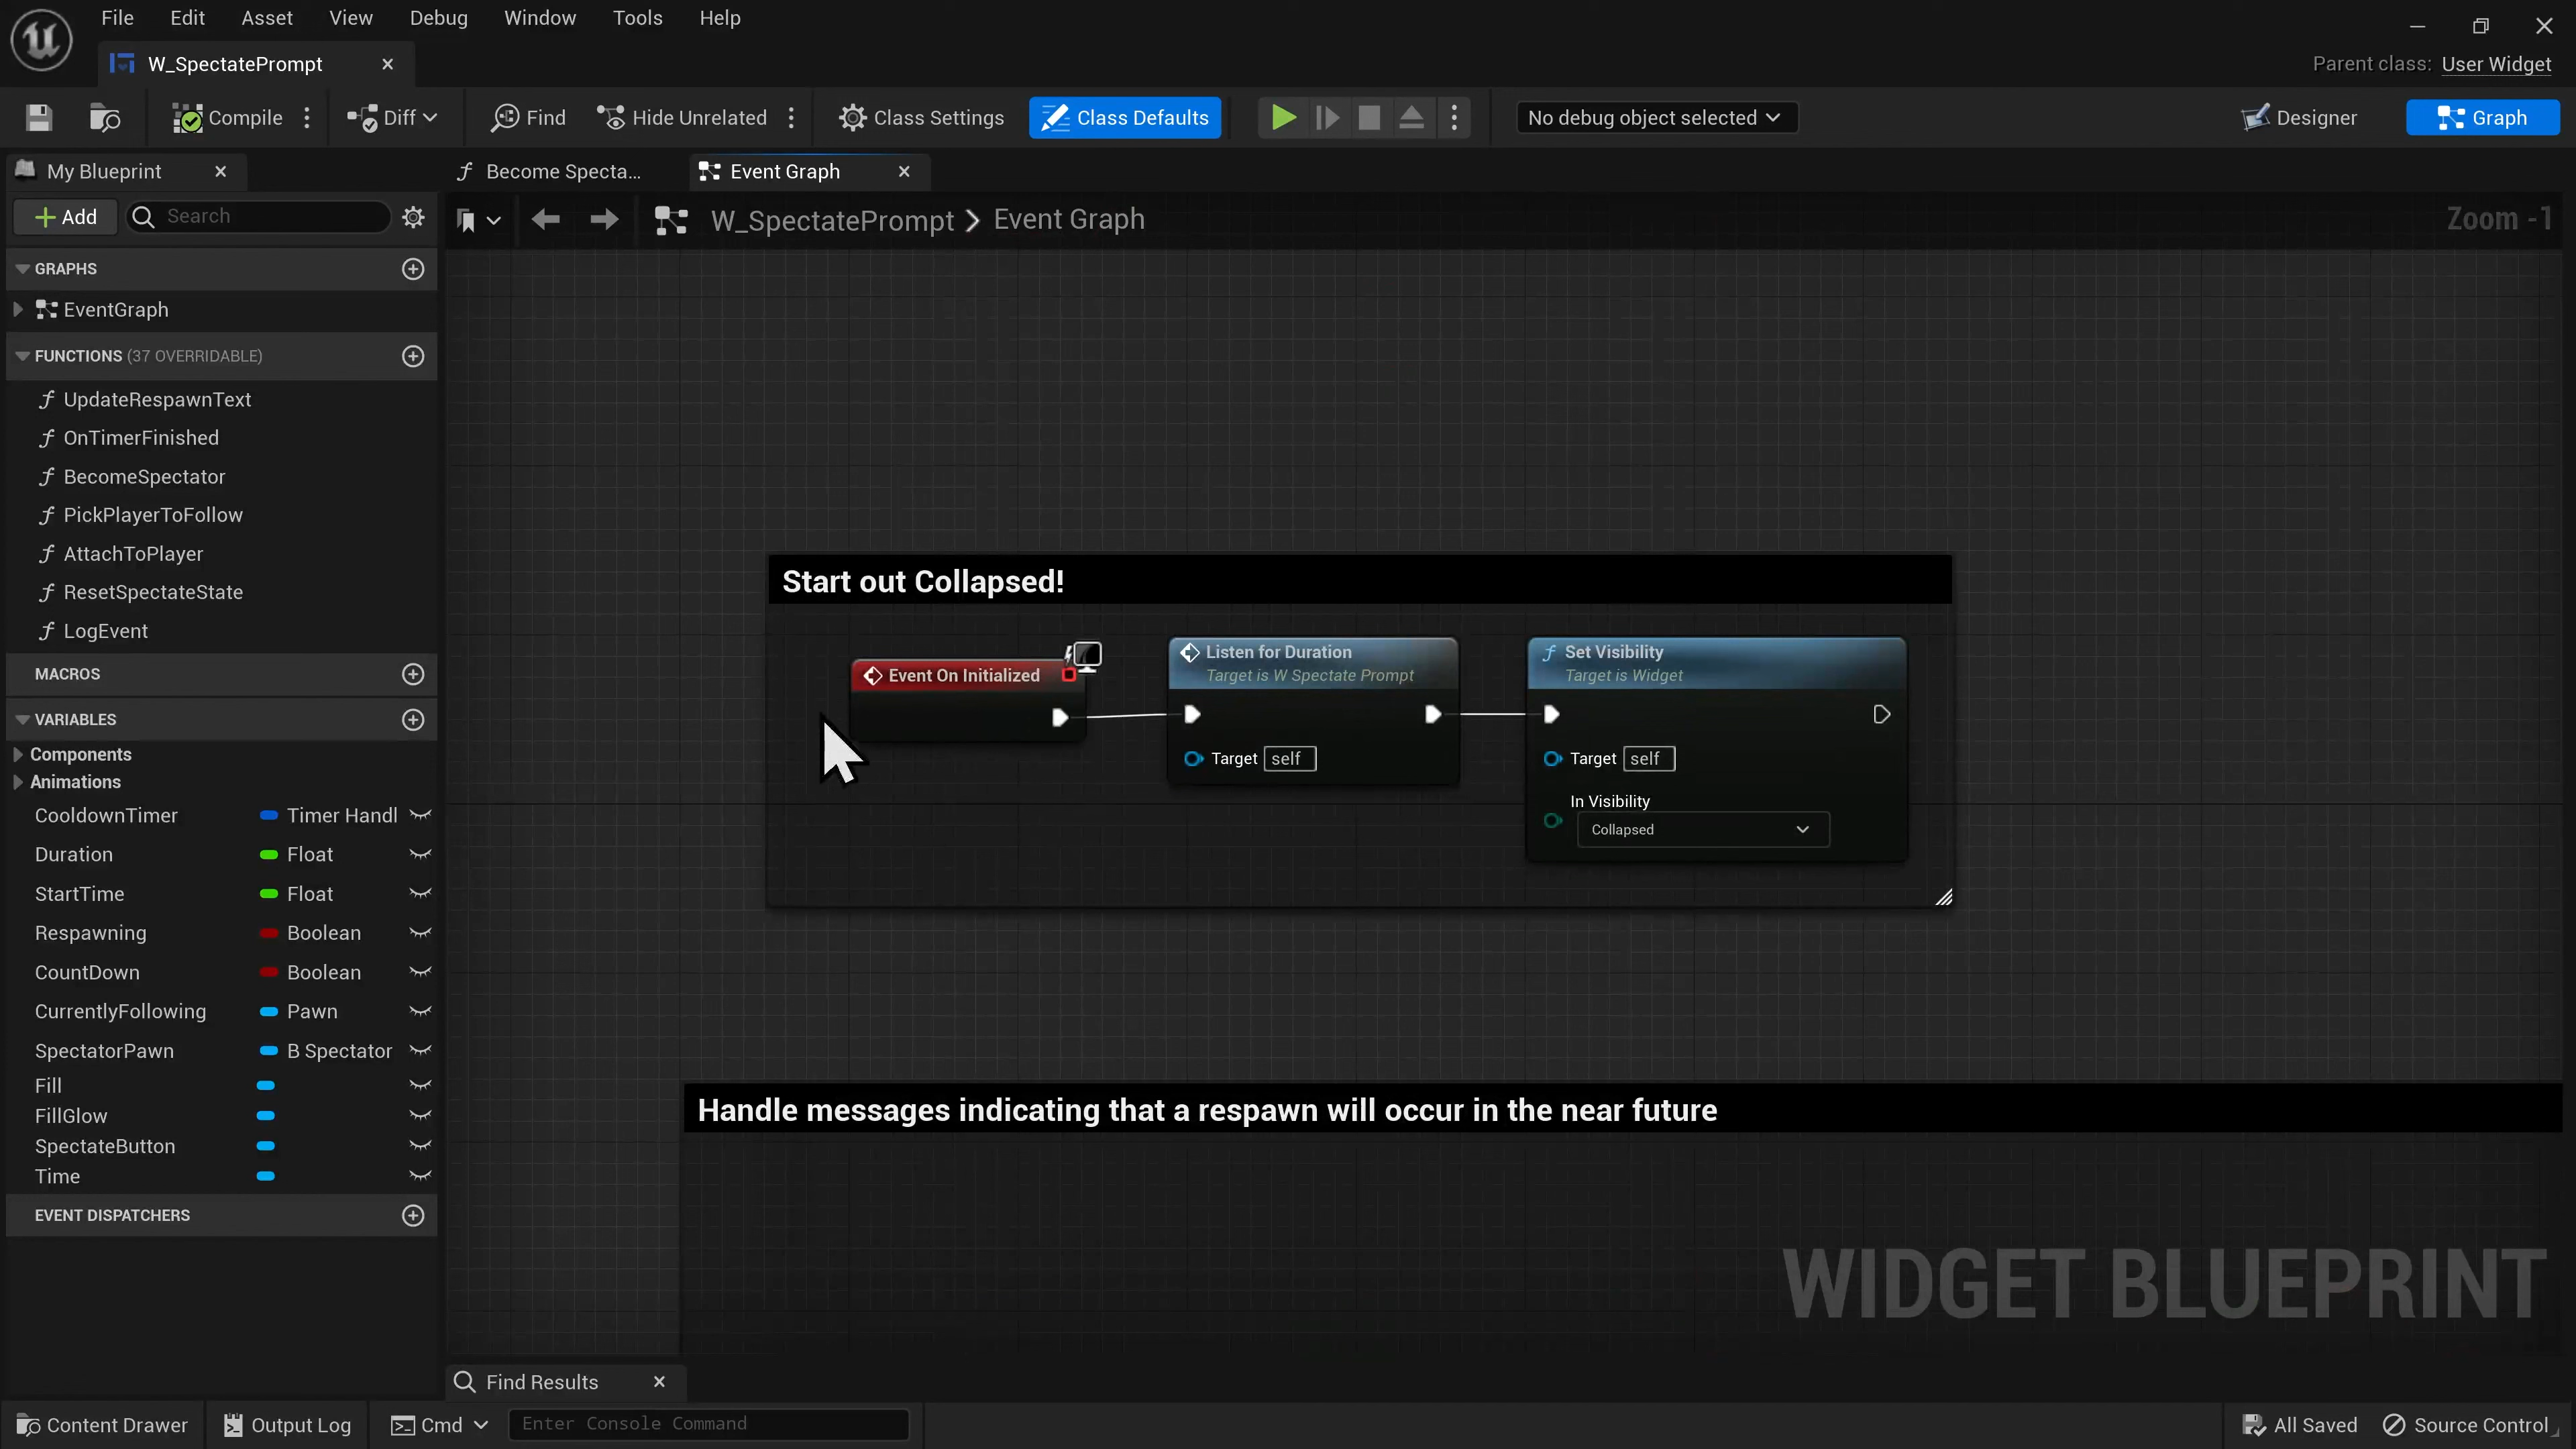 File Edit Asset View Debug Window Tools Help
W_SpectatePrompt
Parent class: User Widget
Compile Diff Find Hide Unrelated Class Settings Class Defaults No debug object selected Designer Graph
My Blueprint
Become Specta...
Event Graph
Add
Search
W_SpectatePrompt > Event Graph
Zoom -1
GRAPHS
EventGraph
FUNCTIONS (37 OVERRIDABLE)
UpdateRespawnText
OnTimerFinished
BecomeSpectator
PickPlayerToFollow
AttachToPlayer
ResetSpectateState
LogEvent
MACROS
VARIABLES
Components
Animations
CooldownTimer Timer Handl
Duration Float
StartTime Float
Respawning Boolean
CountDown Boolean
CurrentlyFollowing Pawn
SpectatorPawn B Spectator
Fill
FillGlow
SpectateButton
Time
EVENT DISPATCHERS
Start out Collapsed!
Event On Initialized
Listen for Duration
Target is W Spectate Prompt
Target self
Set Visibility
Target is Widget
Target self
In Visibility
Collapsed
Handle messages indicating that a respawn will occur in the near future
WIDGET BLUEPRINT
Find Results
Content Drawer Output Log Cmd Enter Console Command All Saved Source Control